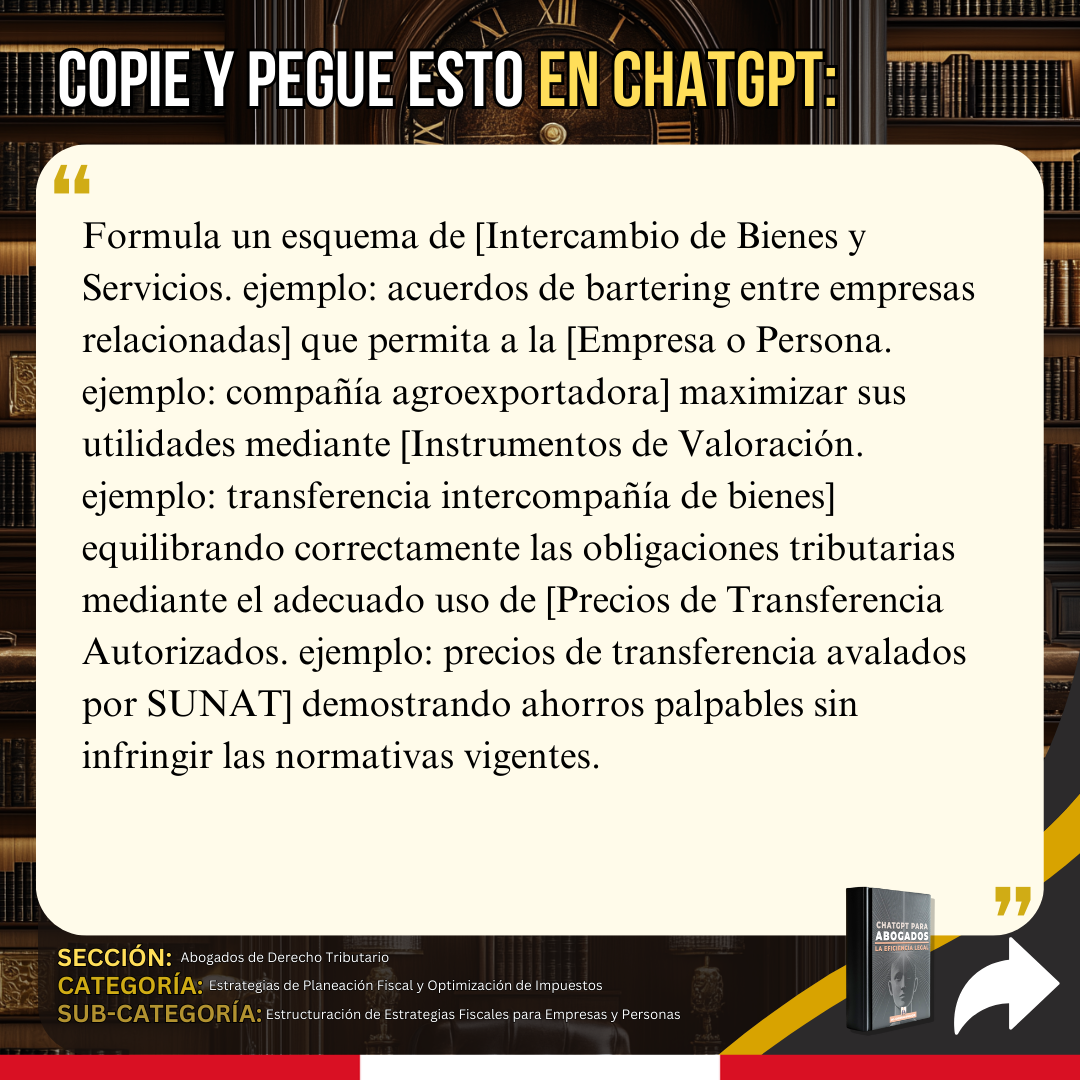 COPIE Y PEGUE ESTO EN CHATGPT:
“
Formula un esquema de [Intercambio de Bienes y
Servicios. ejemplo: acuerdos de bartering entre empresas
relacionadas] que permita a la [Empresa o Persona.
ejemplo: compañía agroexportadora] maximizar sus
utilidades mediante [Instrumentos de Valoración.
ejemplo: transferencia intercompañía de bienes]
equilibrando correctamente las obligaciones tributarias
mediante el adecuado uso de [Precios de Transferencia
Autorizados. ejemplo: precios de transferencia avalados
por SUNAT] demostrando ahorros palpables sin
infringir las normativas vigentes.
”
CHATGPT PARA
ABOGADOS
LA EFICIENCIA LEGAL
SECCIÓN: Abogados de Derecho Tributario
CATEGORÍA: Estrategias de Planeación Fiscal y Optimización de Impuestos
SUB-CATEGORÍA: Estructuración de Estrategias Fiscales para Empresas y Personas